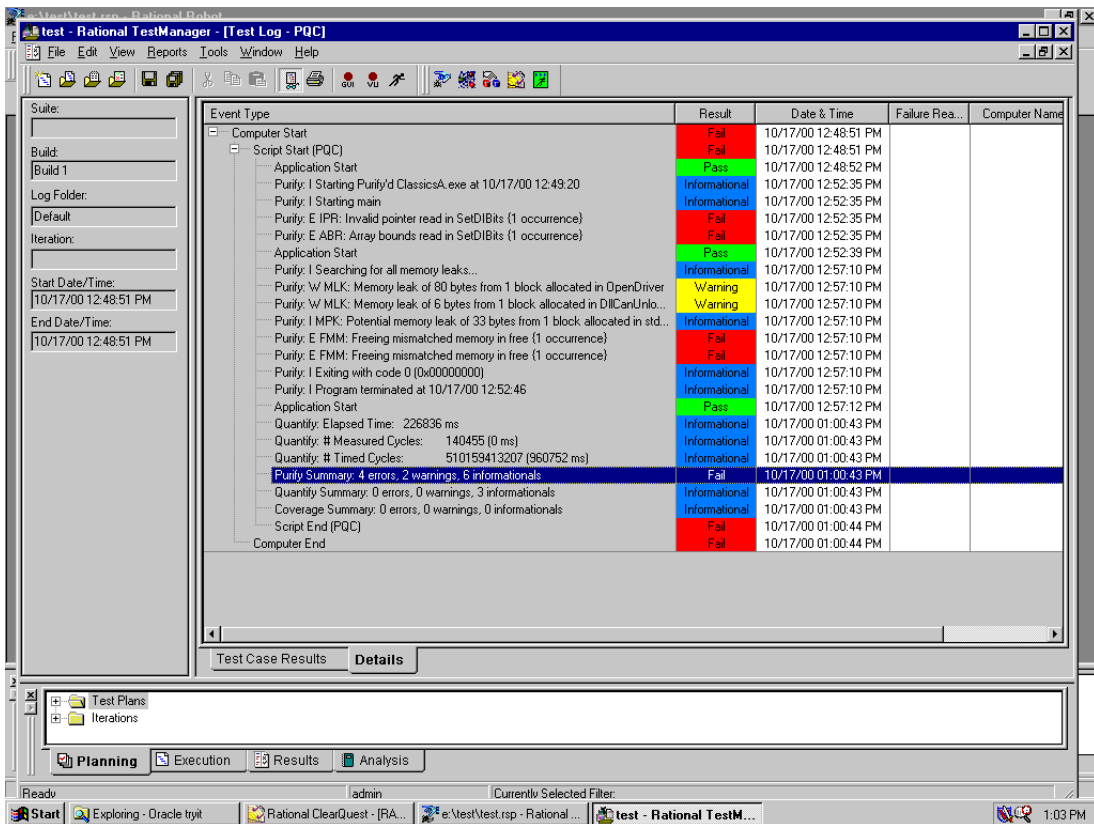 e:\test\test.rsp - Rational Robot
test - Rational TestManager - [Test Log - PQC]
File Edit View Reports Tools Window Help
GUI VU
Suite:
Build:
Build 1
Log Folder:
Default
Iteration:
Start Date/Time:
10/17/00 12:48:51 PM
End Date/Time:
10/17/00 12:48:51 PM
Event Type Result Date & Time Failure Rea... Computer Name
Computer Start Fail 10/17/00 12:48:51 PM
Script Start (PQC) Fail 10/17/00 12:48:51 PM
Application Start Pass 10/17/00 12:48:52 PM
Purify: I Starting Purify'd ClassicsA.exe at 10/17/00 12:49:20 Informational 10/17/00 12:52:35 PM
Purify: I Starting main Informational 10/17/00 12:52:35 PM
Purify: E IPR: Invalid pointer read in SetDIBits {1 occurrence} Fail 10/17/00 12:52:35 PM
Purify: E ABR: Array bounds read in SetDIBits {1 occurrence} Fail 10/17/00 12:52:35 PM
Application Start Pass 10/17/00 12:52:39 PM
Purify: I Searching for all memory leaks... Informational 10/17/00 12:57:10 PM
Purify: W MLK: Memory leak of 80 bytes from 1 block allocated in OpenDriver Warning 10/17/00 12:57:10 PM
Purify: W MLK: Memory leak of 6 bytes from 1 block allocated in DllCanUnlo... Warning 10/17/00 12:57:10 PM
Purify: I MPK: Potential memory leak of 33 bytes from 1 block allocated in std... Informational 10/17/00 12:57:10 PM
Purify: E FMM: Freeing mismatched memory in free {1 occurrence} Fail 10/17/00 12:57:10 PM
Purify: E FMM: Freeing mismatched memory in free {1 occurrence} Fail 10/17/00 12:57:10 PM
Purify: I Exiting with code 0 (0x00000000) Informational 10/17/00 12:57:10 PM
Purify: I Program terminated at 10/17/00 12:52:46 Informational 10/17/00 12:57:10 PM
Application Start Pass 10/17/00 12:57:12 PM
Quantify: Elapsed Time: 226836 ms Informational 10/17/00 01:00:43 PM
Quantify: # Measured Cycles: 140455 (0 ms) Informational 10/17/00 01:00:43 PM
Quantify: # Timed Cycles: 510159413207 (960752 ms) Informational 10/17/00 01:00:43 PM
Purify Summary: 4 errors, 2 warnings, 6 informationals Fail 10/17/00 01:00:43 PM
Quantify Summary: 0 errors, 0 warnings, 3 informationals Informational 10/17/00 01:00:43 PM
Coverage Summary: 0 errors, 0 warnings, 0 informationals Informational 10/17/00 01:00:43 PM
Script End (PQC) Fail 10/17/00 01:00:44 PM
Computer End Fail 10/17/00 01:00:44 PM
Test Case Results Details
Test Plans
Iterations
Planning Execution Results Analysis
Ready admin Currently Selected Filter:
Start Exploring - Oracle tryit Rational ClearQuest - [RA... e:\test\test.rsp - Rational ... test - Rational TestM... 1:03 PM